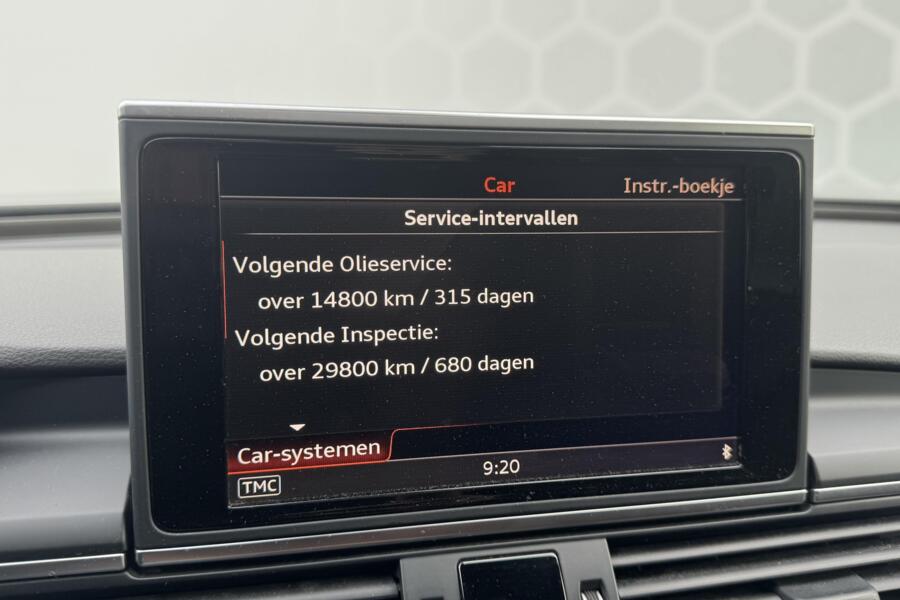 Car
Instr.-boekje
Service-intervallen
Volgende Olieservice:
over 14800 km / 315 dagen
Volgende Inspectie:
over 29800 km / 680 dagen
Car-systemen
9:20
TMC